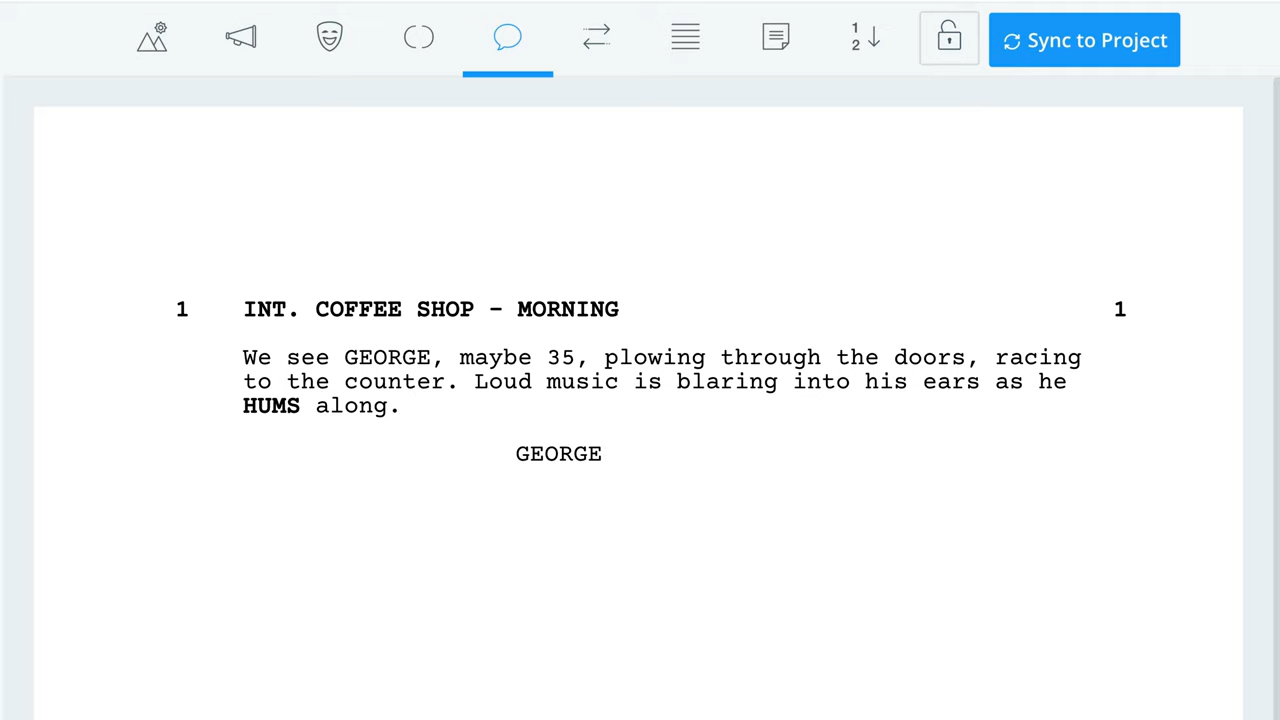 1
2
Sync to Project
1 INT. COFFEE SHOP - MORNING 1
We see GEORGE, maybe 35, plowing through the doors, racing
to the counter. Loud music is blaring into his ears as he
HUMS along.
GEORGE